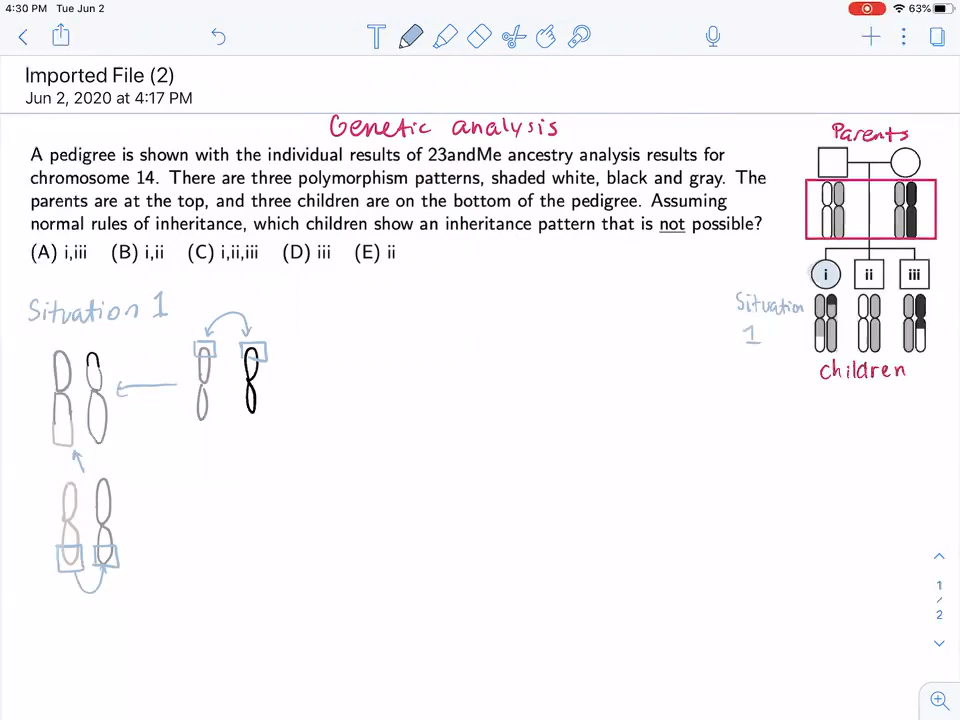 4:30 PM Tue Jun 2
63%
T
Imported File (2)
Jun 2, 2020 at 4:17 PM
Genetic analysis
Parents
A pedigree is shown with the individual results of 23andMe ancestry analysis results for
chromosome 14. There are three polymorphism patterns, shaded white, black and gray. The
parents are at the top, and three children are on the bottom of the pedigree. Assuming
normal rules of inheritance, which children show an inheritance pattern that is not possible?
(A) i,iii (B) i,ii (C) i,ii,iii (D) iii (E) ii
i ii iii
Situation 1
Situation
1
Children
1
/
2